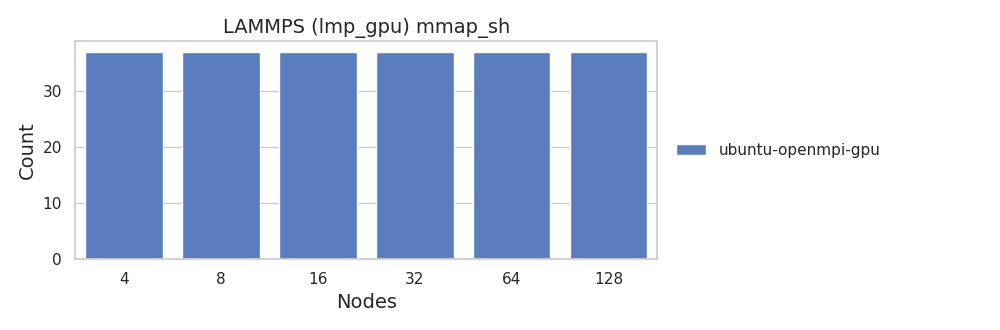 LAMMPS (lmp_gpu) mmap_sh
Count
30
20
10
0
4 8 16 32 64 128
Nodes
ubuntu-openmpi-gpu